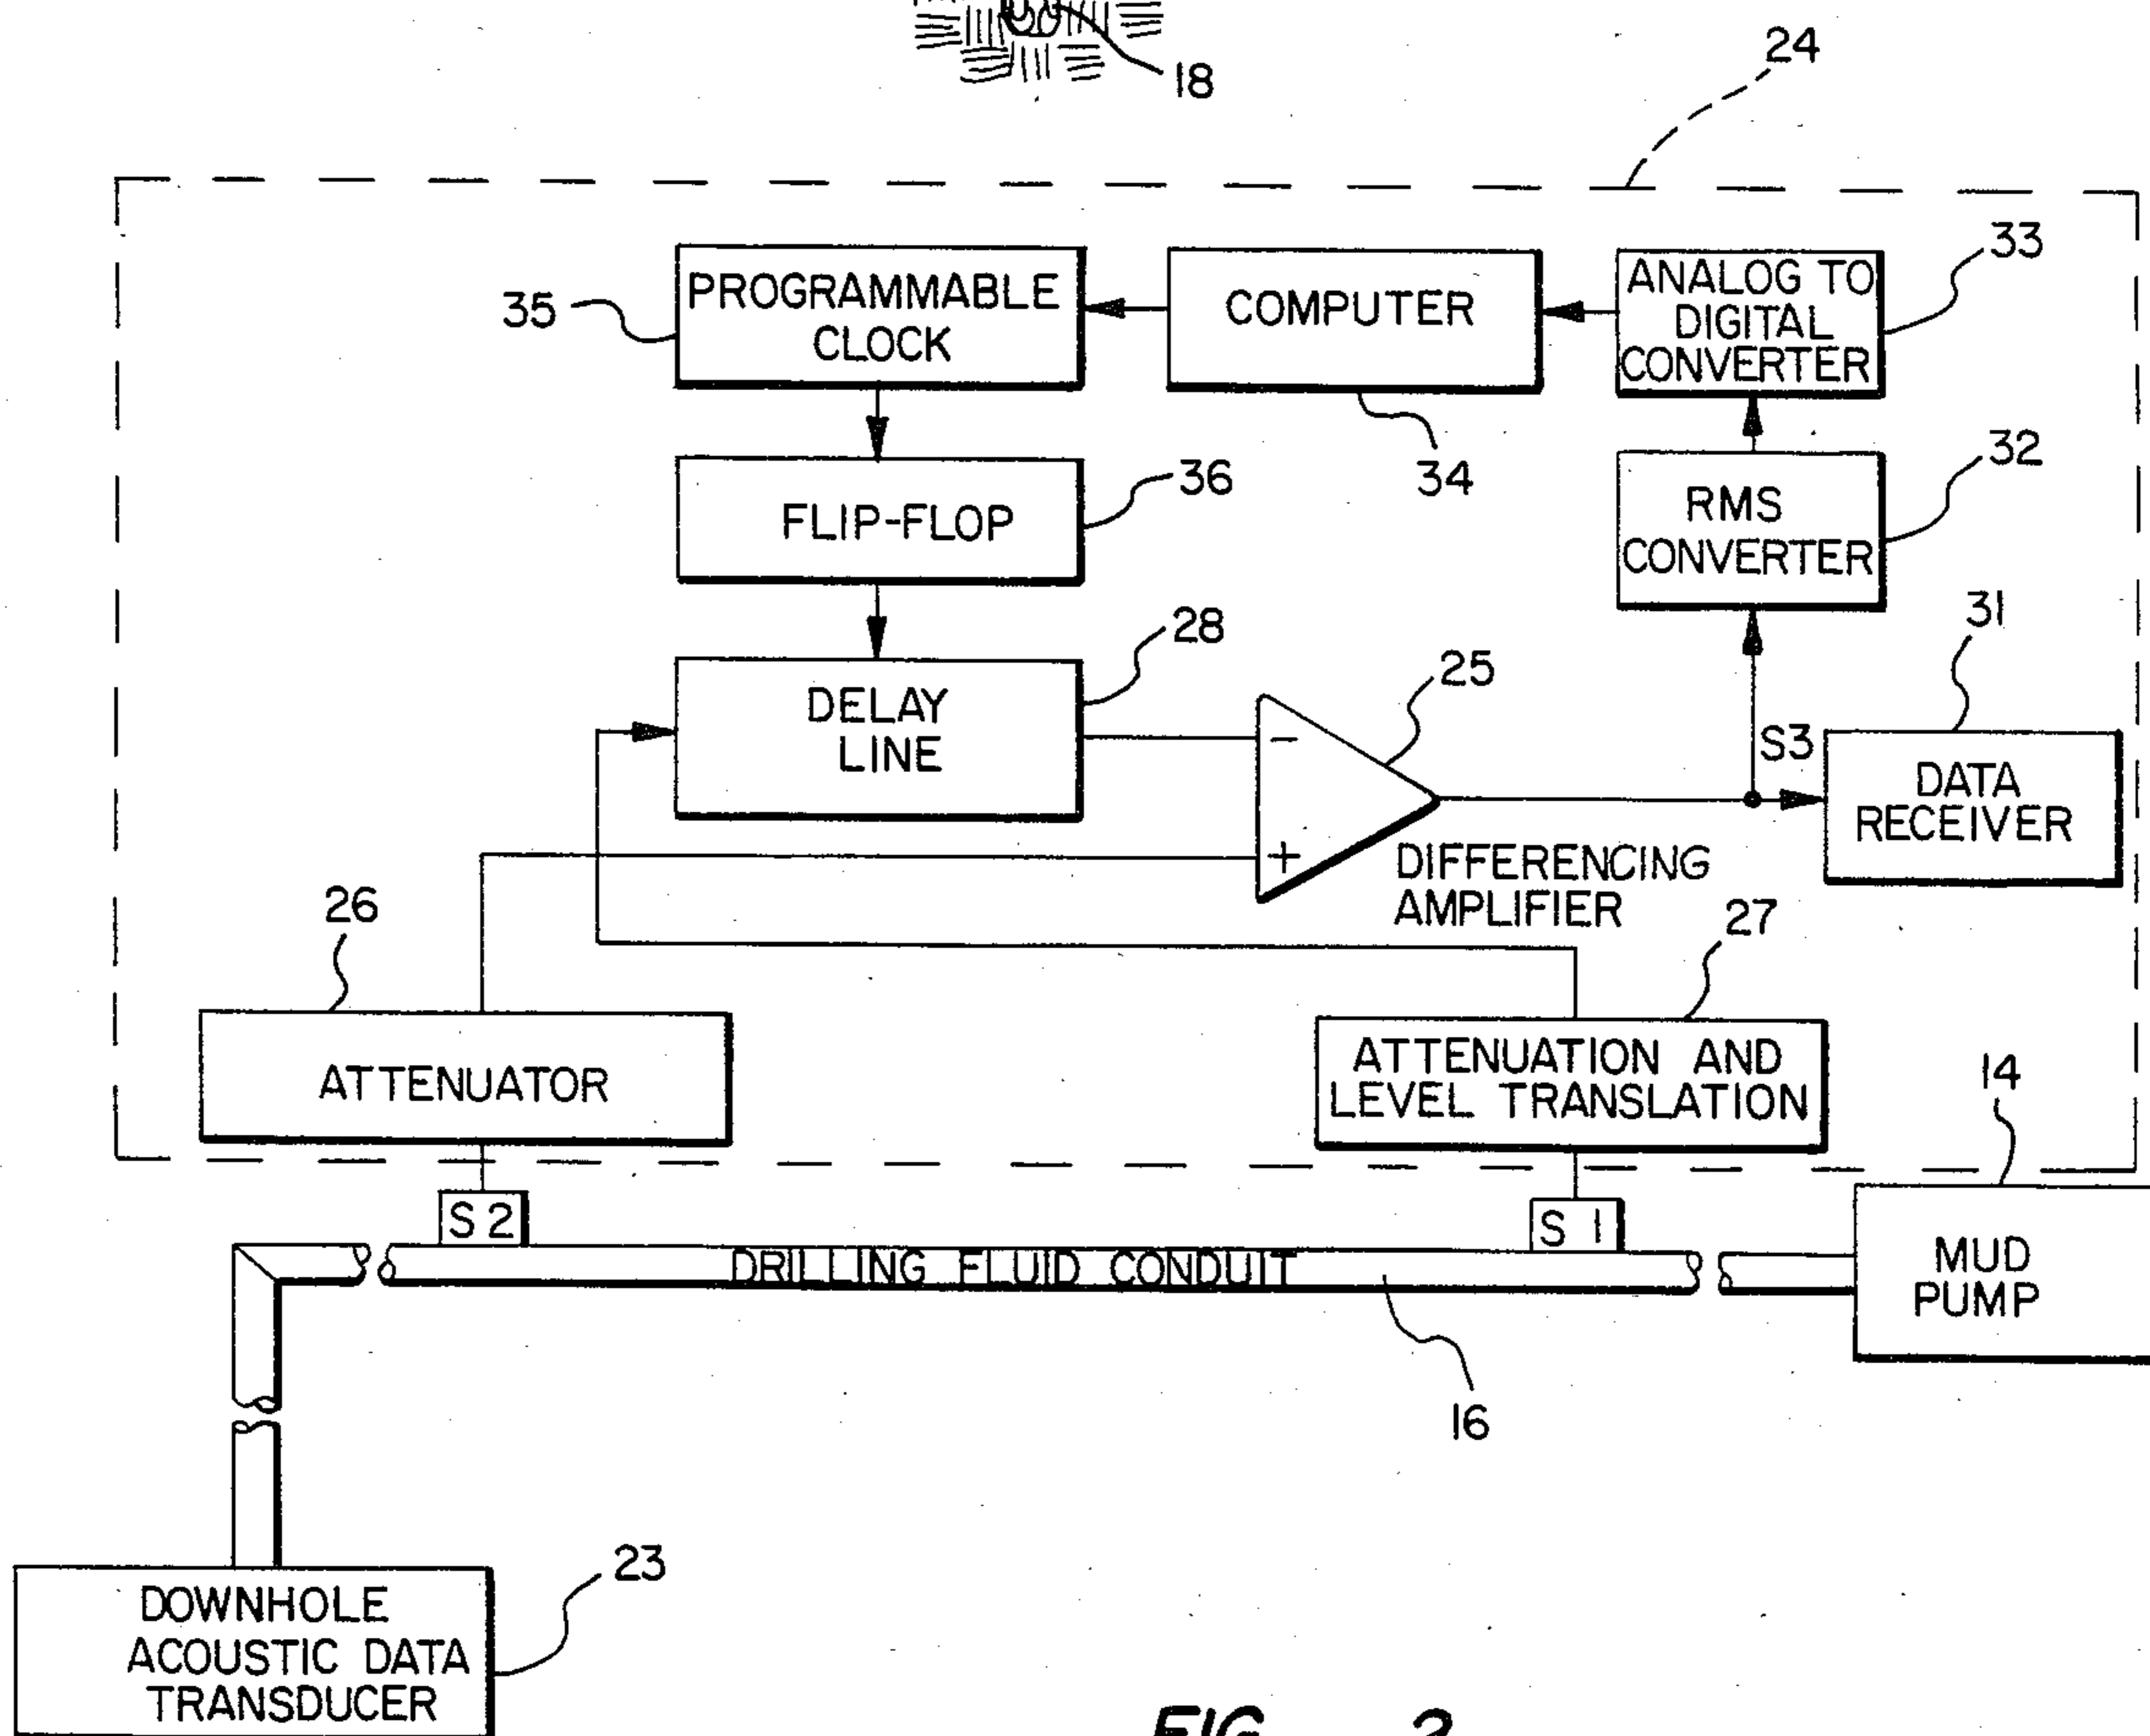 18
24
PROGRAMMABLE
CLOCK
35
COMPUTER
34
ANALOG TO
DIGITAL
CONVERTER
33
FLIP-FLOP
36
RMS
CONVERTER
32
DELAY
LINE
28
25
-
+
DIFFERENCING
AMPLIFIER
S3
31
DATA
RECEIVER
26
ATTENUATOR
27
ATTENUATION AND
LEVEL TRANSLATION
14
S2
S 1
DRILLING FLUID CONDUIT
16
MUD
PUMP
23
DOWNHOLE
ACOUSTIC DATA
TRANSDUCER
FIG. 2